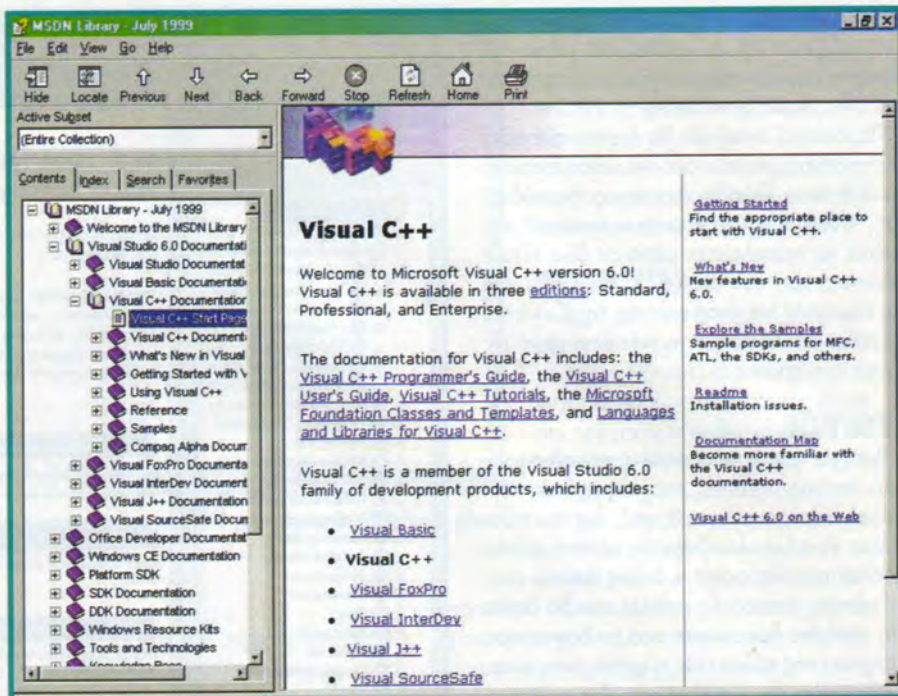 MSDN Library - July 1999
File Edit View Go Help
Hide Locate Previous Next Back Forward Stop Refresh Home Print
Active Subset
(Entire Collection)
Contents Index Search Favorites
MSDN Library - July 1999
Welcome to the MSDN Library
Visual Studio 6.0 Documentati
Visual Studio Documentat
Visual Basic Documentatio
Visual C++ Documentation
Visual C++ Start Page
Visual C++ Documenta
What's New in Visual
Getting Started with V
Using Visual C++
Reference
Samples
Compaq Alpha Docum
Visual FoxPro Documenta
Visual InterDev Document
Visual J++ Documentation
Visual SourceSafe Docun
Office Developer Documentat
Windows CE Documentation
Platform SDK
SDK Documentation
DDK Documentation
Windows Resource Kits
Tools and Technologies
Knowledge Base
Visual C++
Welcome to Microsoft Visual C++ version 6.0!
Visual C++ is available in three editions: Standard,
Professional, and Enterprise.
The documentation for Visual C++ includes: the
Visual C++ Programmer's Guide, the Visual C++
User's Guide, Visual C++ Tutorials, the Microsoft
Foundation Classes and Templates, and Languages
and Libraries for Visual C++.
Visual C++ is a member of the Visual Studio 6.0
family of development products, which includes:
• Visual Basic
• Visual C++
• Visual FoxPro
• Visual InterDev
• Visual J++
• Visual SourceSafe
Getting Started
Find the appropriate place to
start with Visual C++.
What's New
New features in Visual C++
6.0.
Explore the Samples
Sample programs for MFC,
ATL, the SDKs, and others.
Readme
Installation issues.
Documentation Map
Become more familiar with
the Visual C++
documentation.
Visual C++ 6.0 on the Web